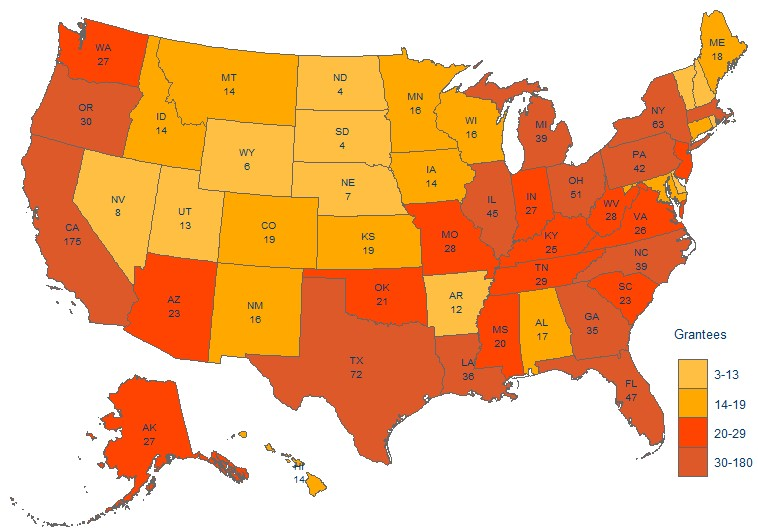 WA
27
OR
30
CA
175
NV
8
ID
14
MT
14
WY
6
UT
13
AZ
23
CO
19
NM
16
ND
4
SD
4
NE
7
KS
19
OK
21
TX
72
MN
16
IA
14
MO
28
AR
12
LA
36
WI
16
IL
45
MI
39
IN
27
OH
51
KY
25
TN
29
MS
20
AL
17
GA
35
FL
47
SC
23
NC
39
VA
26
WV
28
PA
42
NY
63
ME
18
AK
27
HI
14
Grantees
3-13
14-19
20-29
30-180